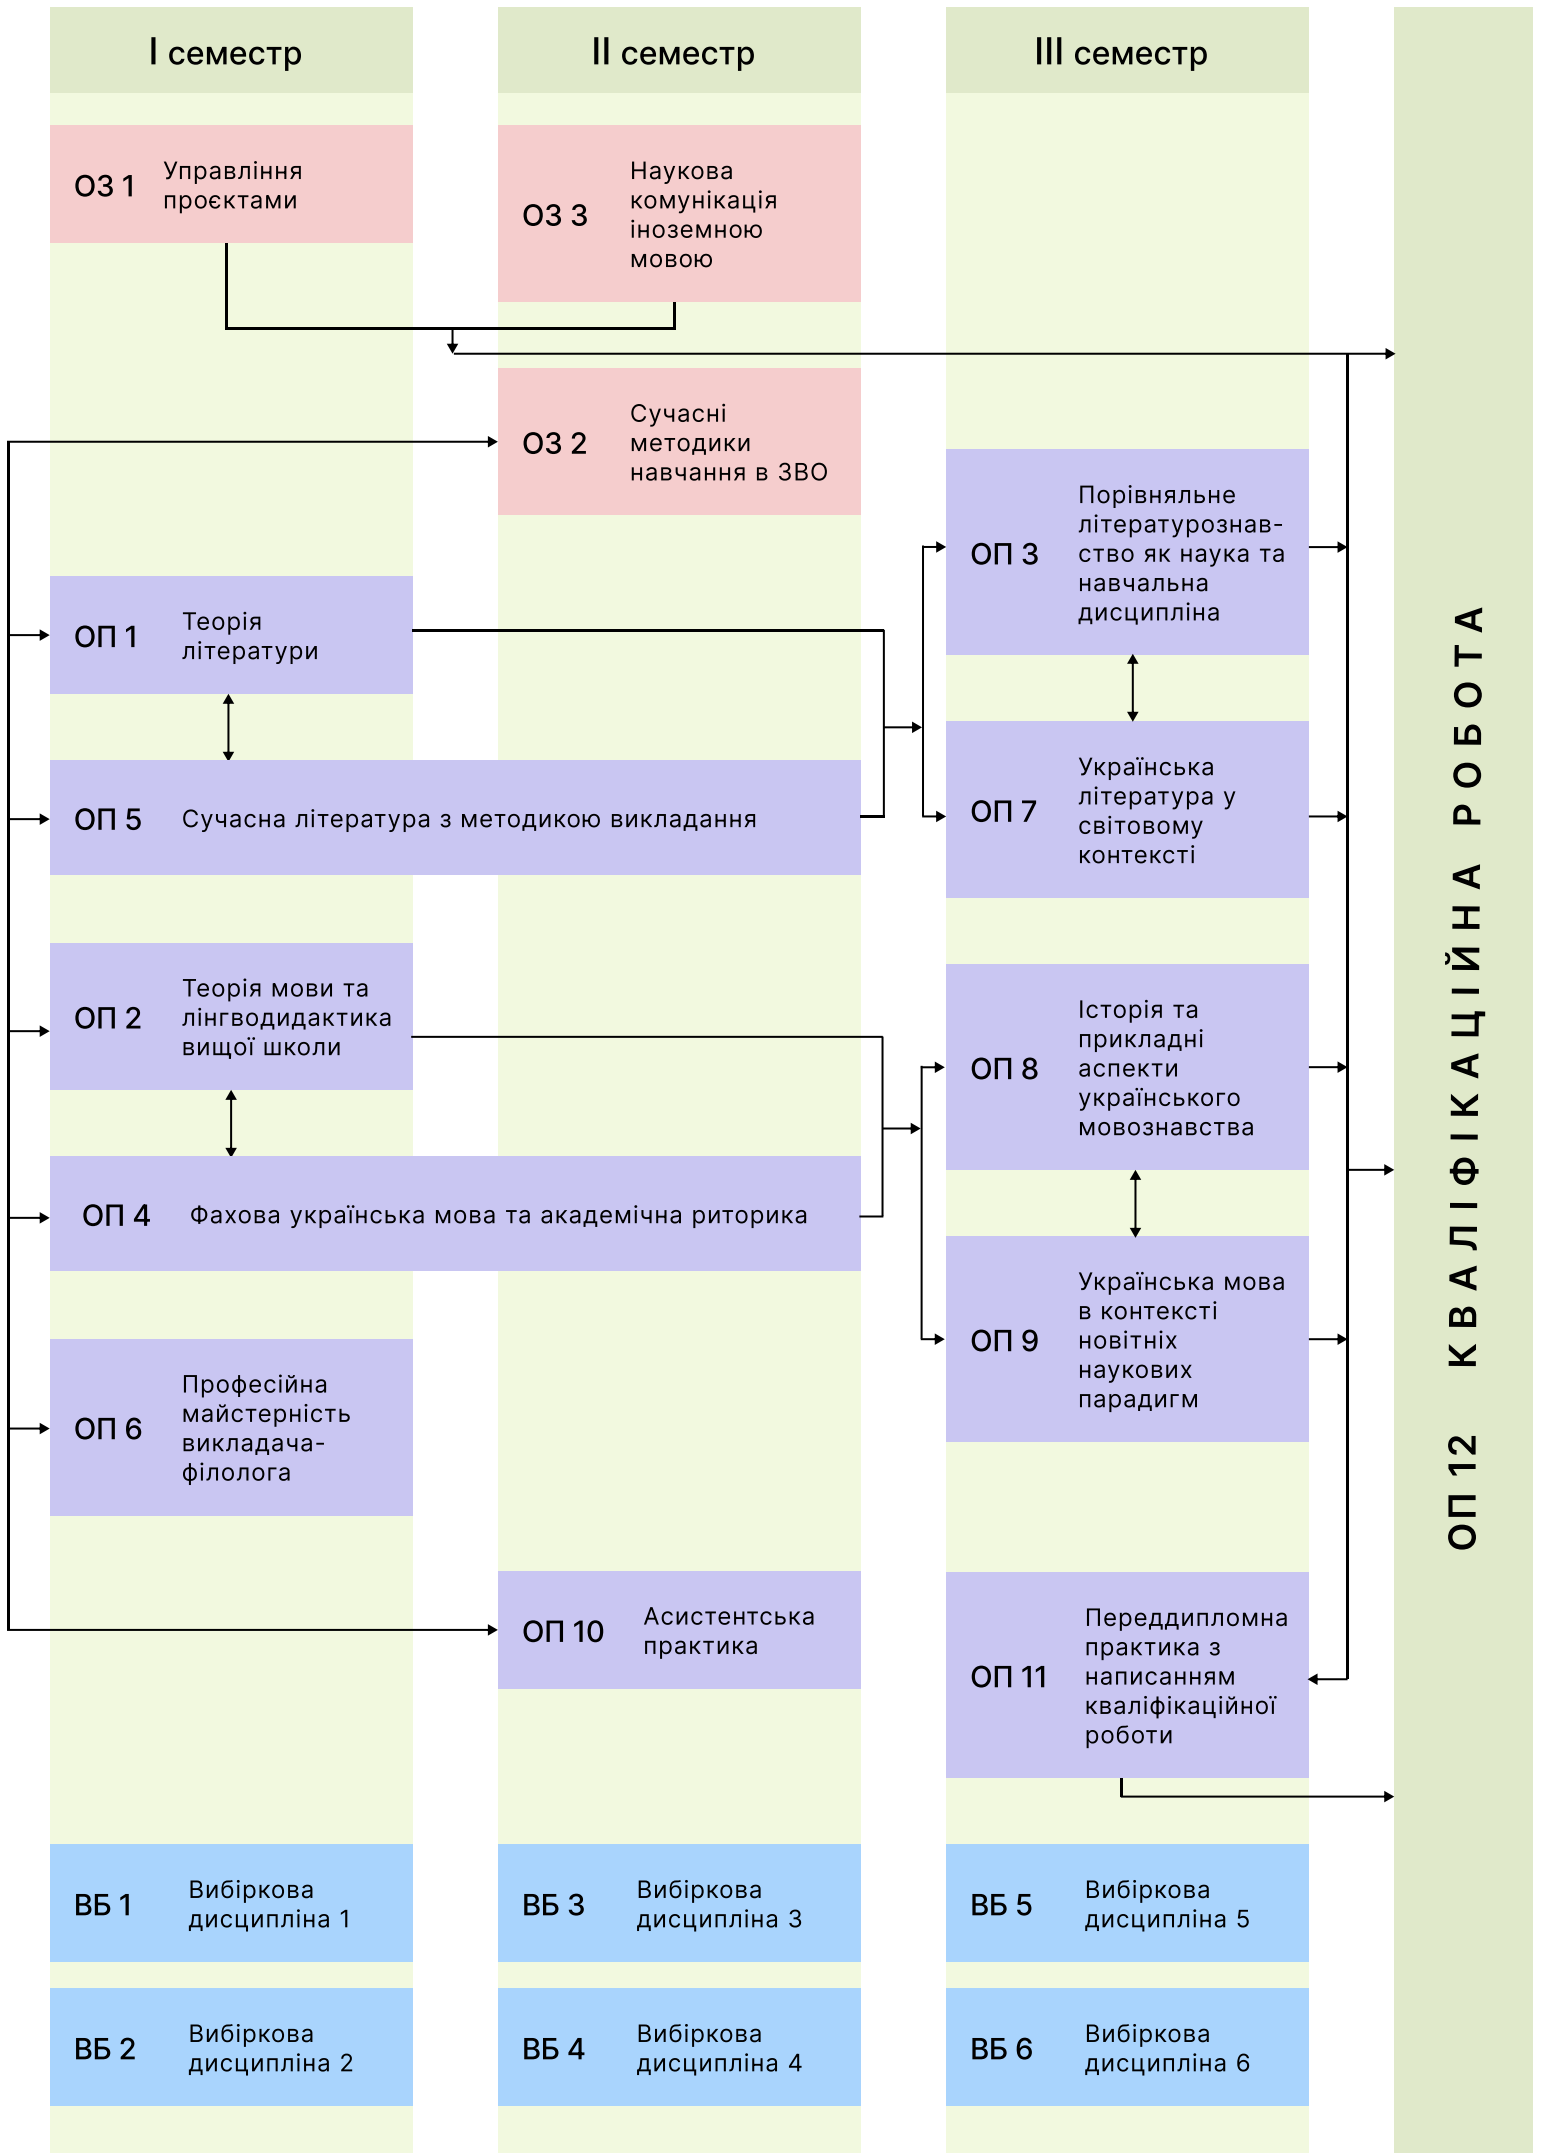 I семестр
II семестр
III семестр
ОЗ 1
Управління
проєктами
ОЗ 3
Наукова
комунікація
іноземною
мовою
ОЗ 2
Сучасні
методики
навчання в ЗВО
ОП 3
Порівняльне
літературознав-
ство як наука та
навчальна
дисципліна
ОП 1
Теорія
літератури
ОП 7
Українська
література у
світовому
контексті
ОП 5
Сучасна література з методикою викладання
ОП 2
Теорія мови та
лінгводидактика
вищої школи
ОП 8
Історія та
прикладні
аспекти
українського
мовознавства
ОП 4
Фахова українська мова та академічна риторика
ОП 9
Українська мова
в контексті
новітніх
наукових
парадигм
ОП 6
Професійна
майстерність
викладача-
філолога
ОП 10
Асистентська
практика
ОП 11
Переддипломна
практика з
написанням
кваліфікаційної
роботи
ОП 12 КВАЛІФІКАЦІЙНА РОБОТА
ВБ 1
Вибіркова
дисципліна 1
ВБ 3
Вибіркова
дисципліна 3
ВБ 5
Вибіркова
дисципліна 5
ВБ 2
Вибіркова
дисципліна 2
ВБ 4
Вибіркова
дисципліна 4
ВБ 6
Вибіркова
дисципліна 6